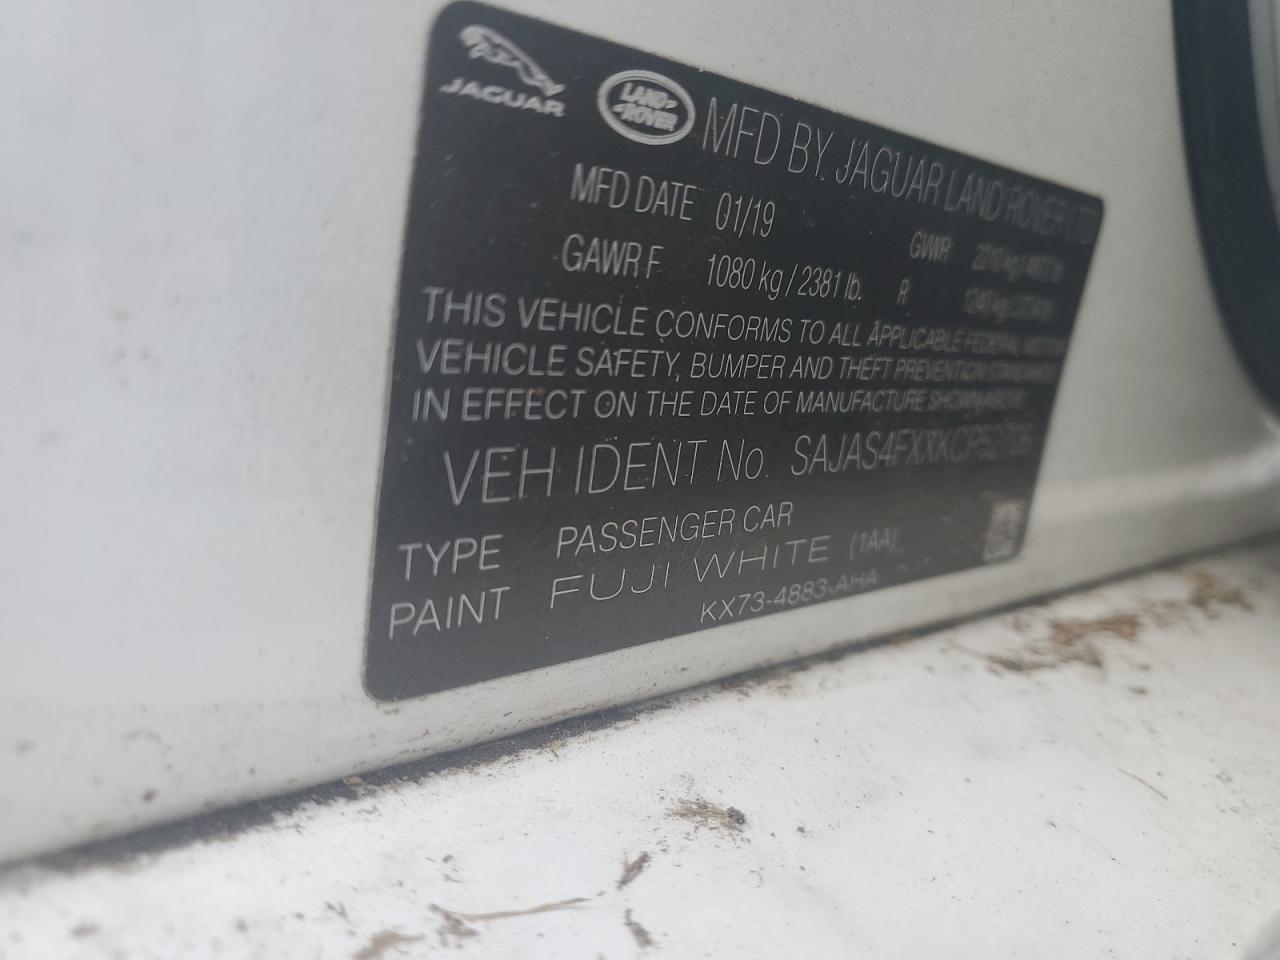 JAGUAR
LAND ROVER
MFD BY JAGUAR LAND ROVER LTD
MFD DATE 01/19
GVWR
GAWR F 1080 kg / 2381 lb. R
THIS VEHICLE CONFORMS TO ALL APPLICABLE FEDERAL MOTOR
VEHICLE SAFETY, BUMPER AND THEFT PREVENTION STANDARDS
IN EFFECT ON THE DATE OF MANUFACTURE SHOWN ABOVE
VEH IDENT No.
TYPE PASSENGER CAR
PAINT FUJI WHITE (1AA)
KX73-4883-AHA